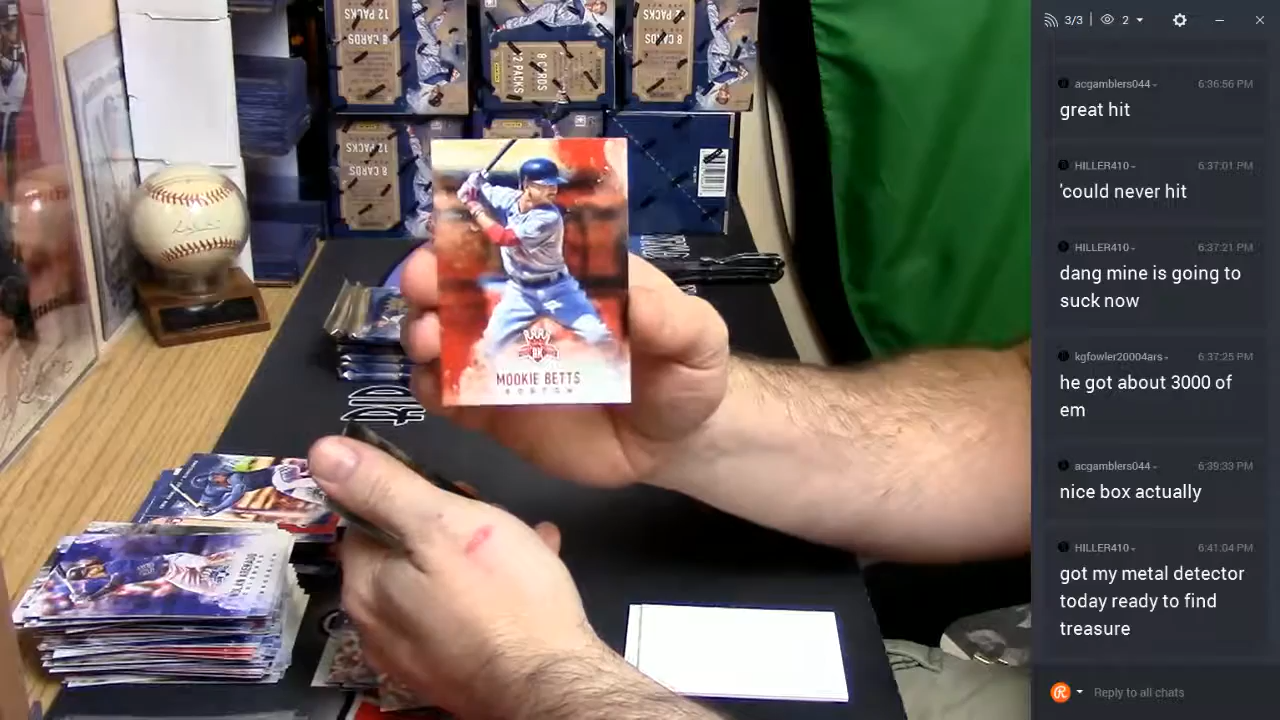 12 PACKS
8 CARDS
12 PACKS
8 CARDS
8 CARDS
12 PACKS
8 CARDS
DK
MOOKIE BETTS
BOSTON
NOLAN ARENADO
3/3
2
acgamblers044
6:36:56 PM
great hit
HILLER410
6:37:01 PM
'could never hit
HILLER410
6:37:21 PM
dang mine is going to
suck now
kgfowler20004ars
6:37:25 PM
he got about 3000 of
em
acgamblers044
6:39:33 PM
nice box actually
HILLER410
6:41:04 PM
got my metal detector
today ready to find
treasure
Reply to all chats